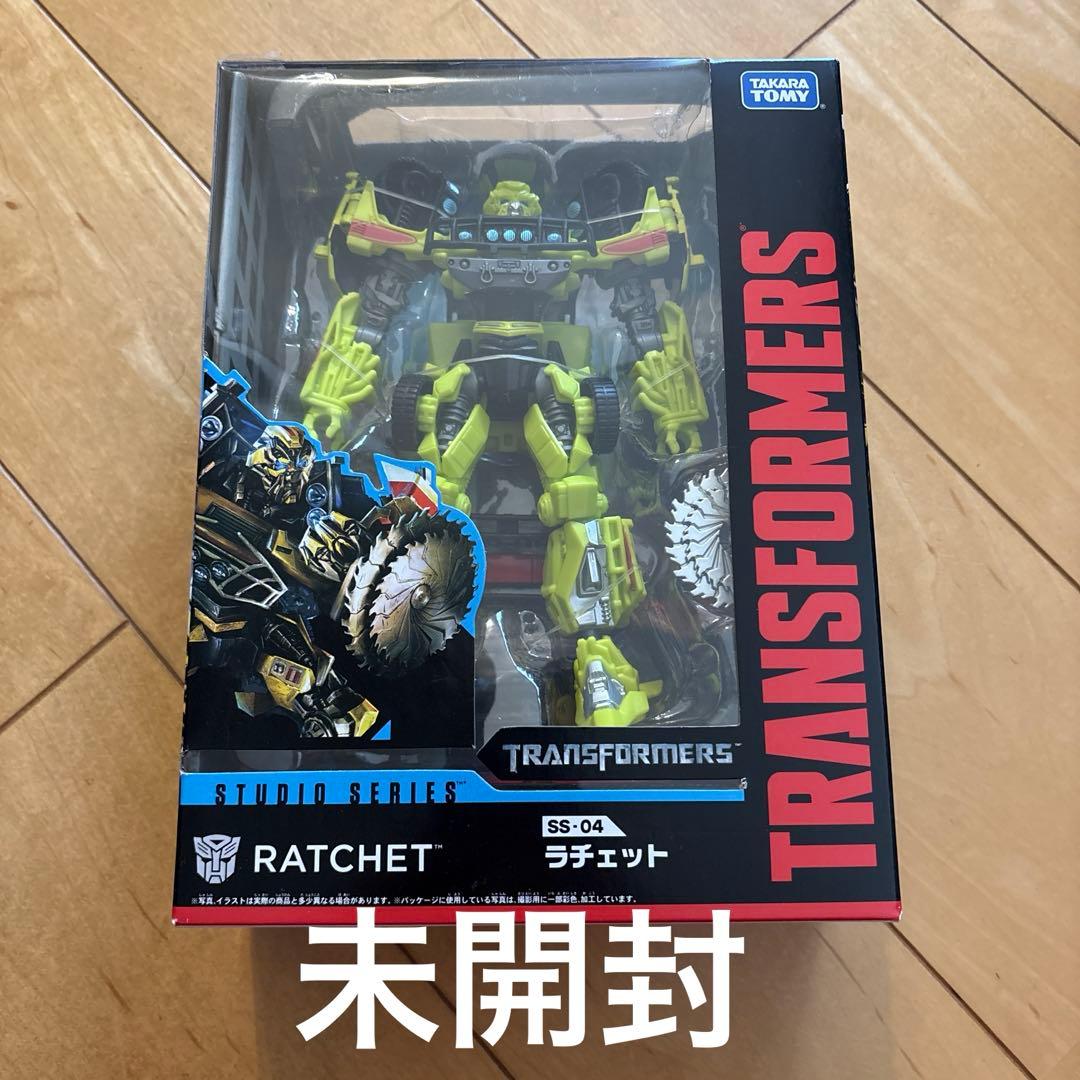 TAKARA
TOMY
TRANSFORMERS
TRANSFORMERS
STUDIO SERIES
SS-04
RATCHET
ラチェット
※写真、イラストは実際の商品と多少異なる場合があります。※パッケージに使用している写真は、撮影用に一部彩色、加工しています。
未開封